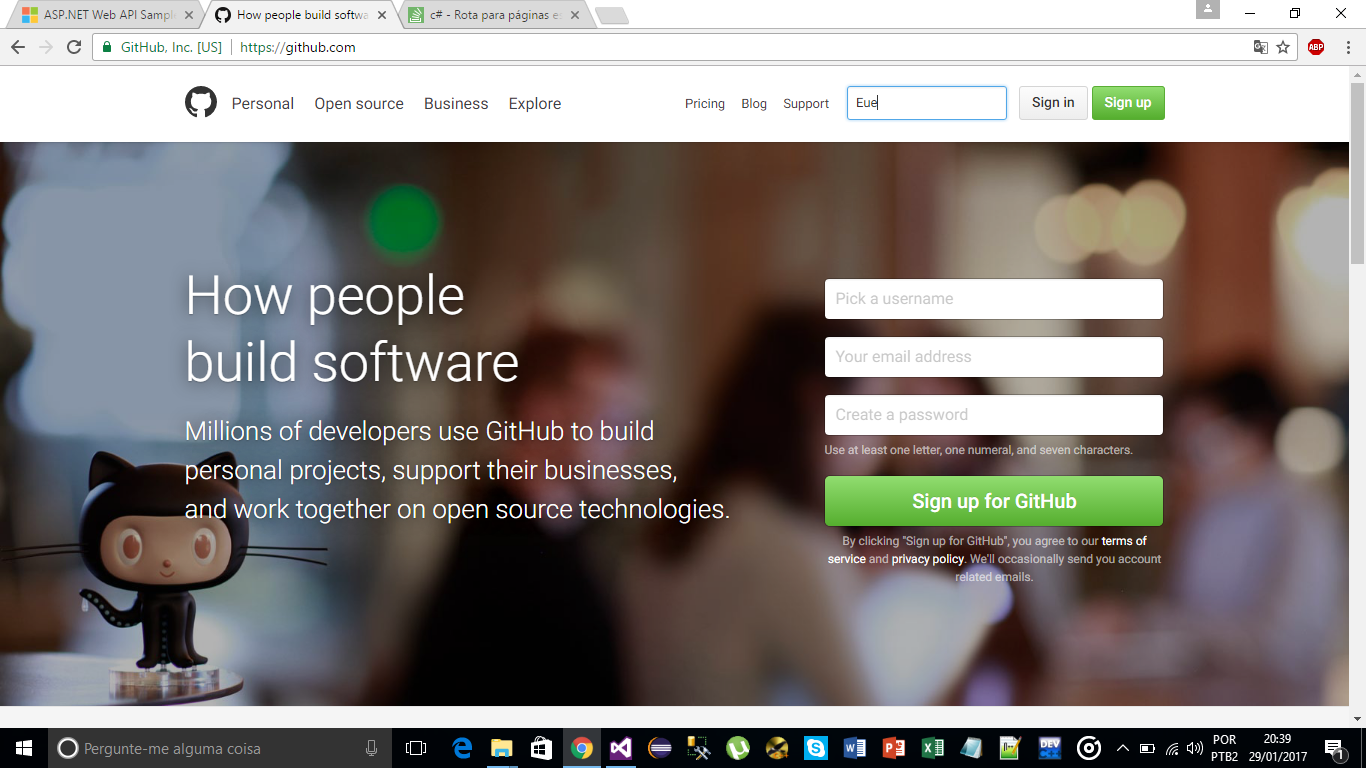 ASP.NET Web API Sampl
How people build softwa
c# - Rota para páginas es
GitHub, Inc. [US]
https://github.com
ABP
Personal
Open source
Business
Explore
Pricing
Blog
Support
Eue
Sign in
Sign up
How people
build software
Millions of developers use GitHub to build
personal projects, support their businesses,
and work together on open source technologies.
Pick a username
Your email address
Create a password
Use at least one letter, one numeral, and seven characters.
Sign up for GitHub
By clicking "Sign up for GitHub", you agree to our terms of
service and privacy policy. We'll occasionally send you account
related emails.
Pergunte-me alguma coisa
DEV
POR
PTB2
20:39
29/01/2017
1